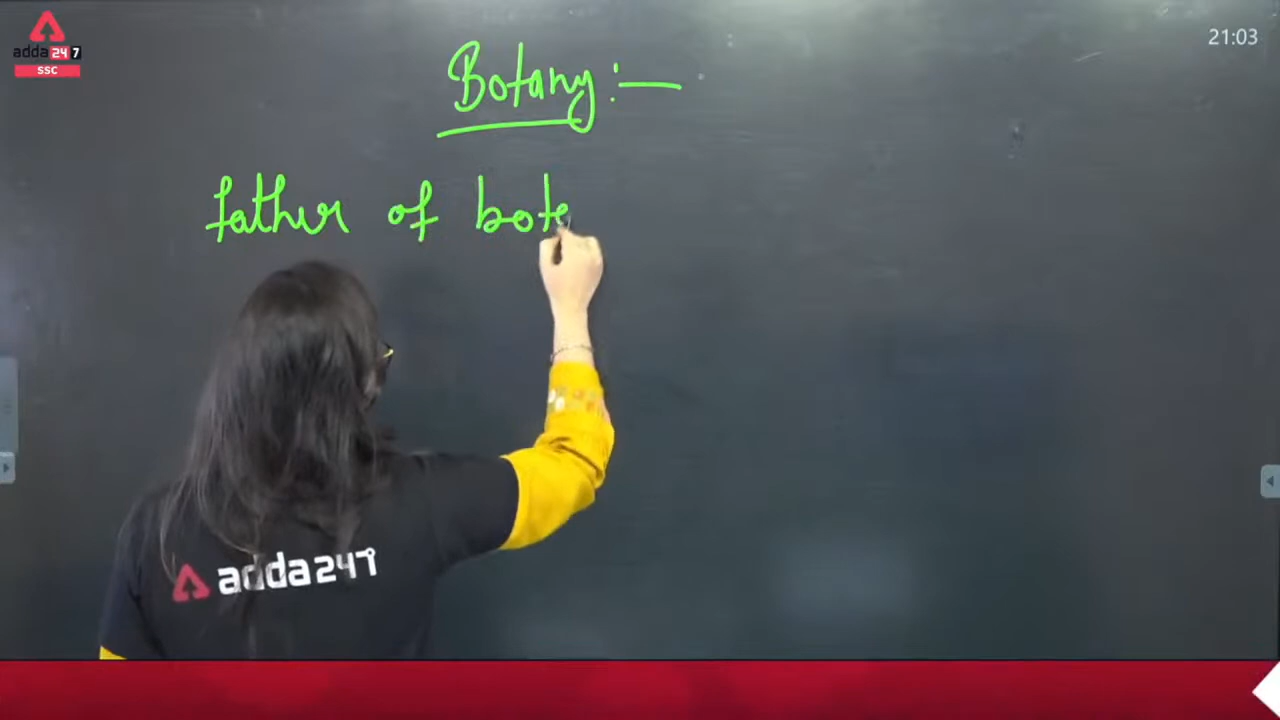 adda 247
SSC
21:03
Botany :—
father of bot
adda247